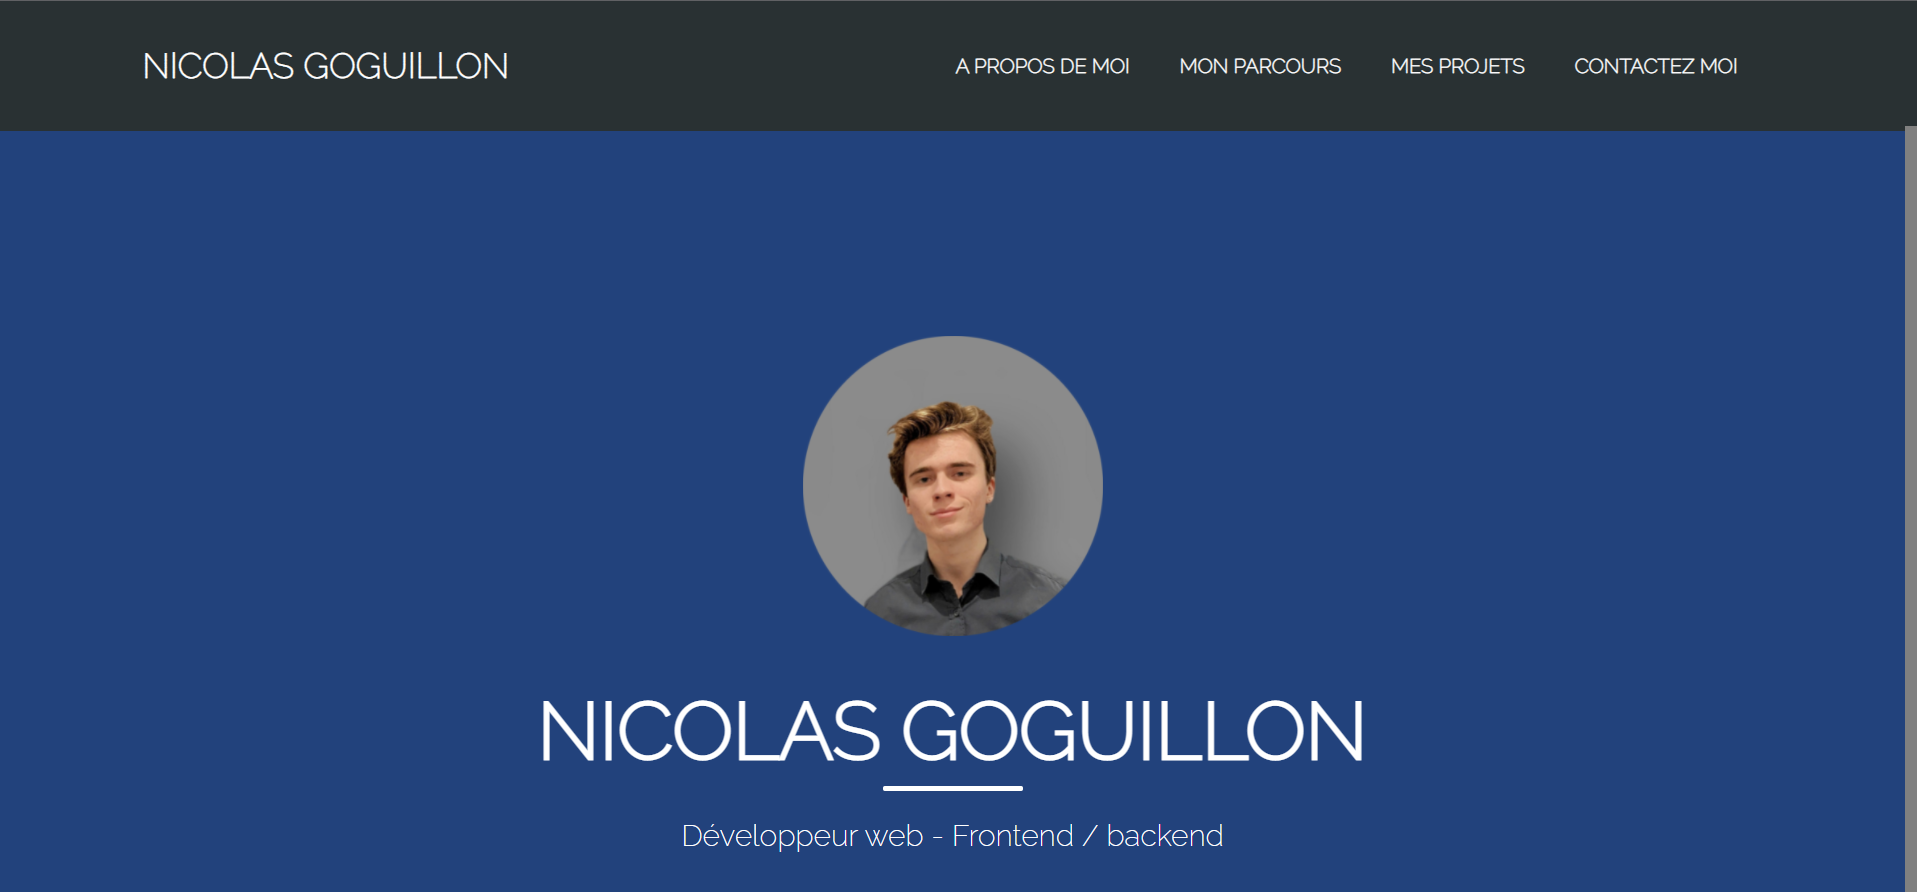 NICOLAS GOGUILLON
A PROPOS DE MOI
MON PARCOURS
MES PROJETS
CONTACTEZ MOI
NICOLAS GOGUILLON
Développeur web - Frontend / backend